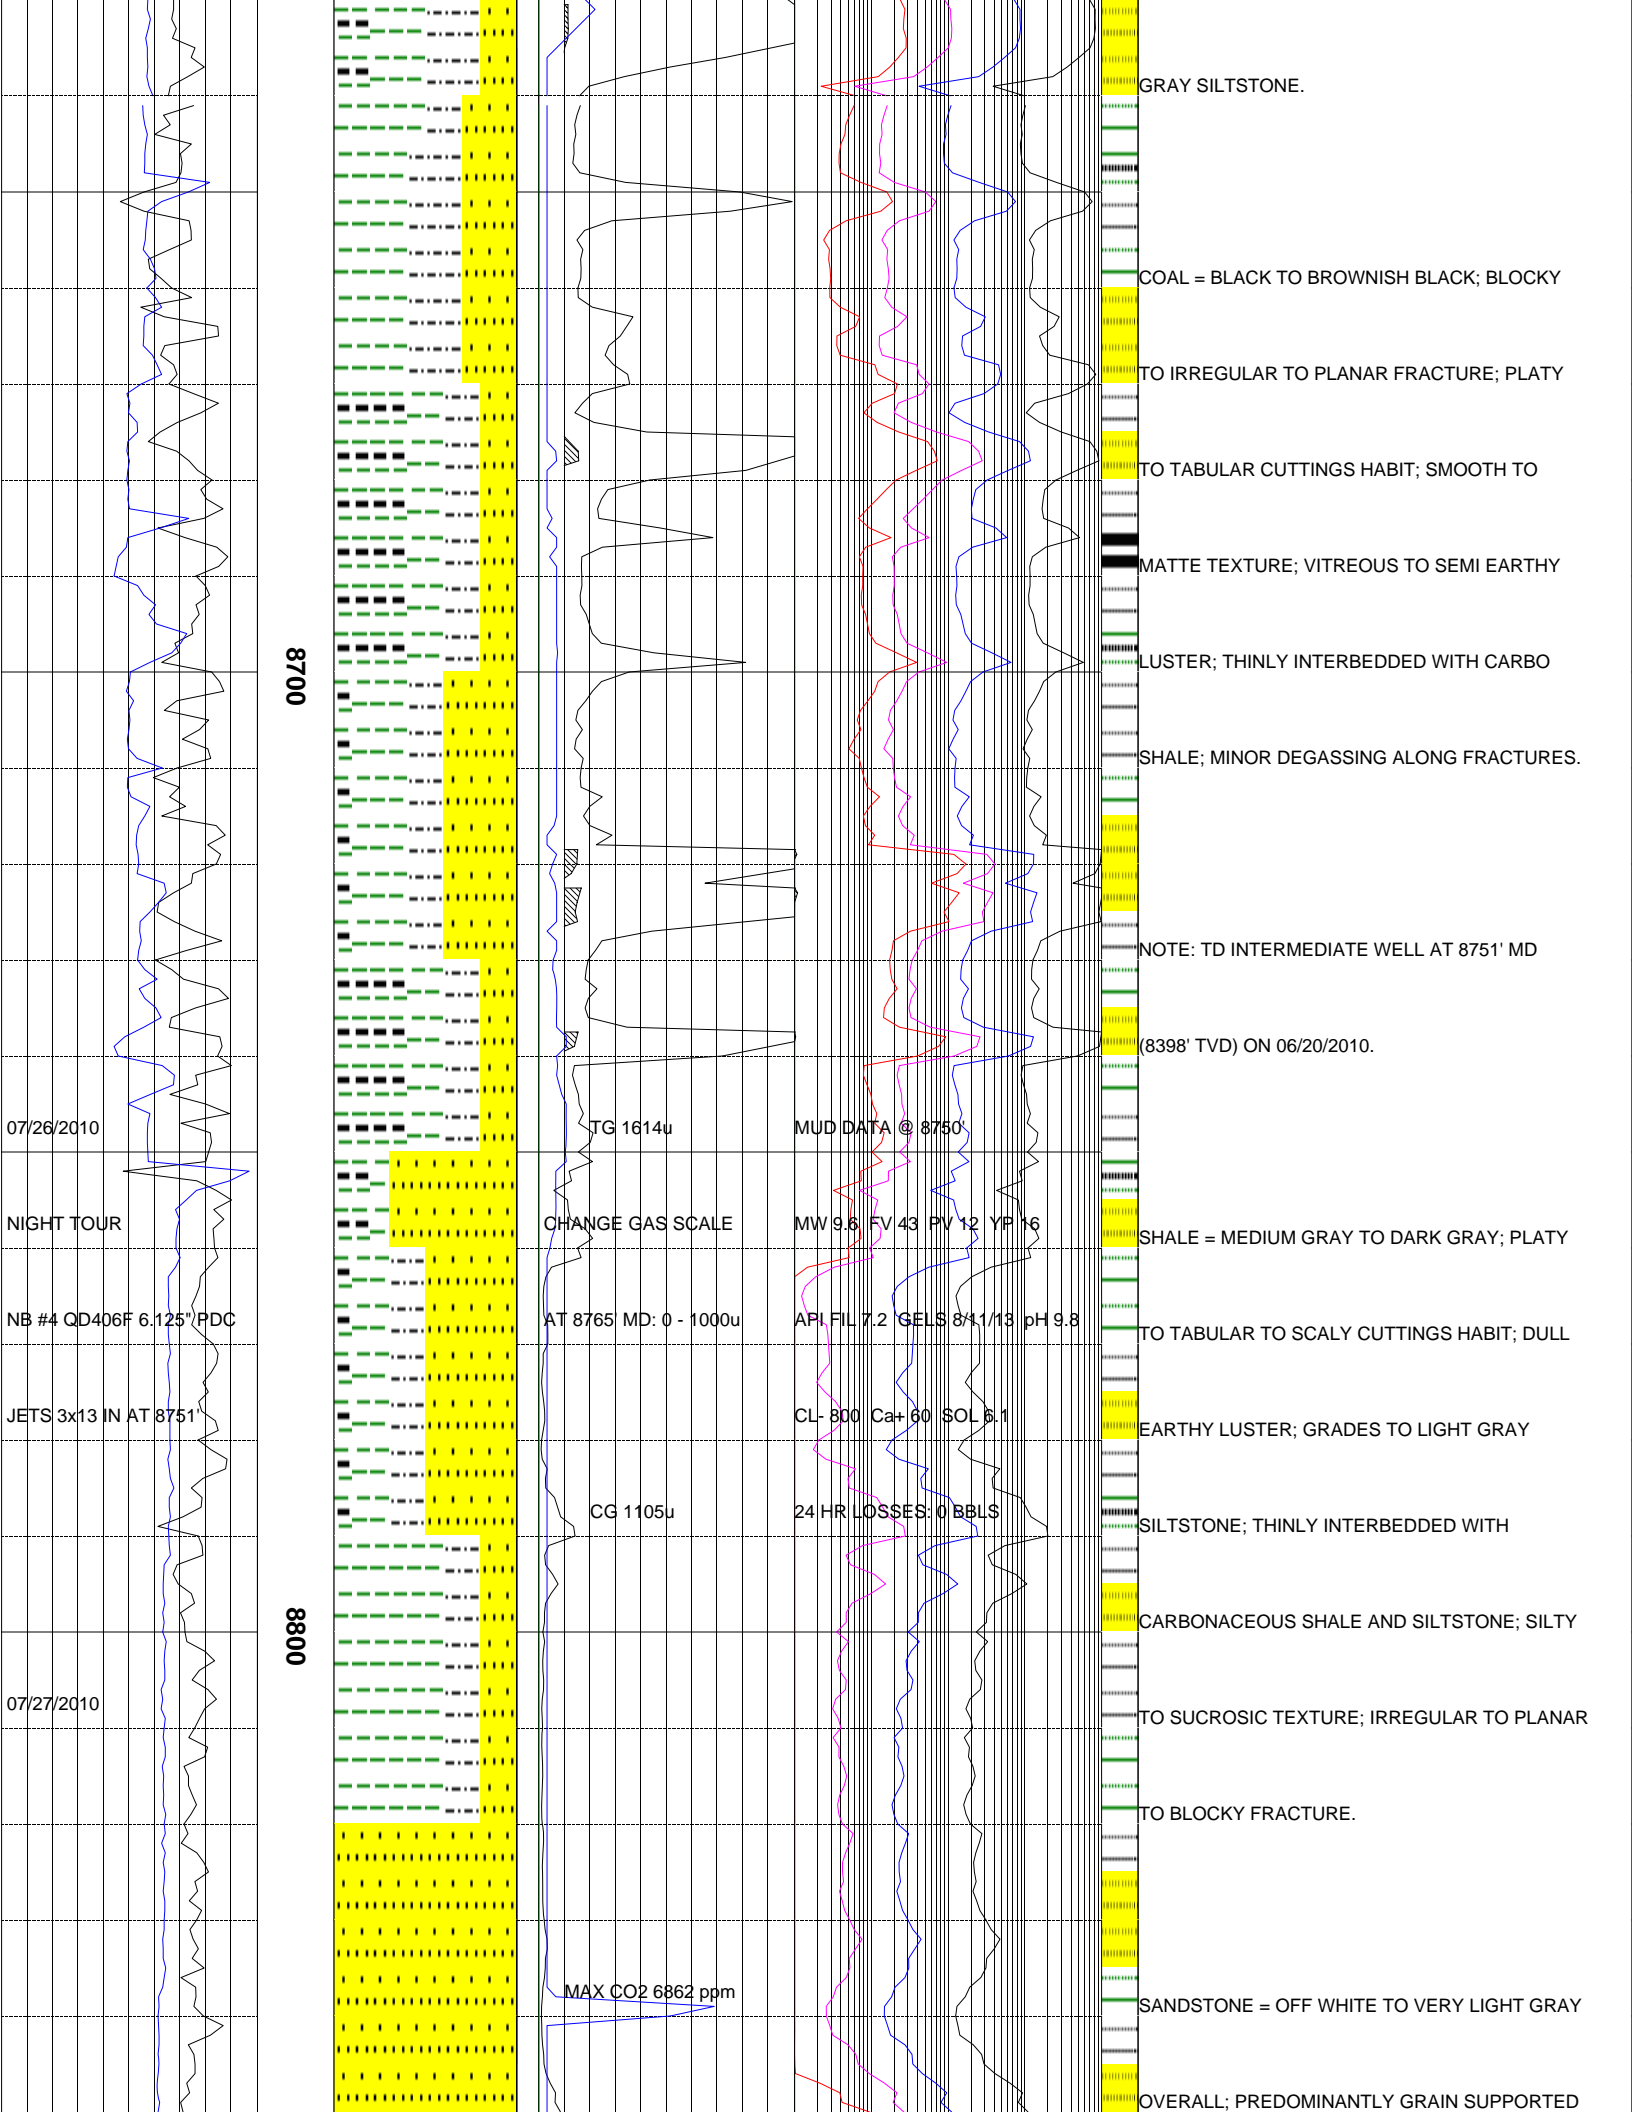 GRAY SILTSTONE.
COAL = BLACK TO BROWNISH BLACK; BLOCKY
TO IRREGULAR TO PLANAR FRACTURE; PLATY
TO TABULAR CUTTINGS HABIT; SMOOTH TO
MATTE TEXTURE; VITREOUS TO SEMI EARTHY
LUSTER; THINLY INTERBEDDED WITH CARBO
8700
SHALE; MINOR DEGASSING ALONG FRACTURES.
NOTE: TD INTERMEDIATE WELL AT 8751' MD
(8398' TVD) ON 06/20/2010.
07/26/2010
TG 1614u
MUD DATA @ 8750'
NIGHT TOUR
CHANGE GAS SCALE
MW 9.6 FV 43 PV 12 YP 16
SHALE = MEDIUM GRAY TO DARK GRAY; PLATY
NB #4 QD406F 6.125" PDC
AT 8765' MD: 0 - 1000u
API FIL 7.2 GELS 8/11/13 pH 9.8
TO TABULAR TO SCALY CUTTINGS HABIT; DULL
JETS 3x13 IN AT 8751'
CL- 800 Ca+ 60 SOL 6.1
EARTHY LUSTER; GRADES TO LIGHT GRAY
CG 1105u
24 HR LOSSES: 0 BBLS
SILTSTONE; THINLY INTERBEDDED WITH
8800
CARBONACEOUS SHALE AND SILTSTONE; SILTY
07/27/2010
TO SUCROSIC TEXTURE; IRREGULAR TO PLANAR
TO BLOCKY FRACTURE.
MAX CO2 6862 ppm
SANDSTONE = OFF WHITE TO VERY LIGHT GRAY
OVERALL; PREDOMINANTLY GRAIN SUPPORTED